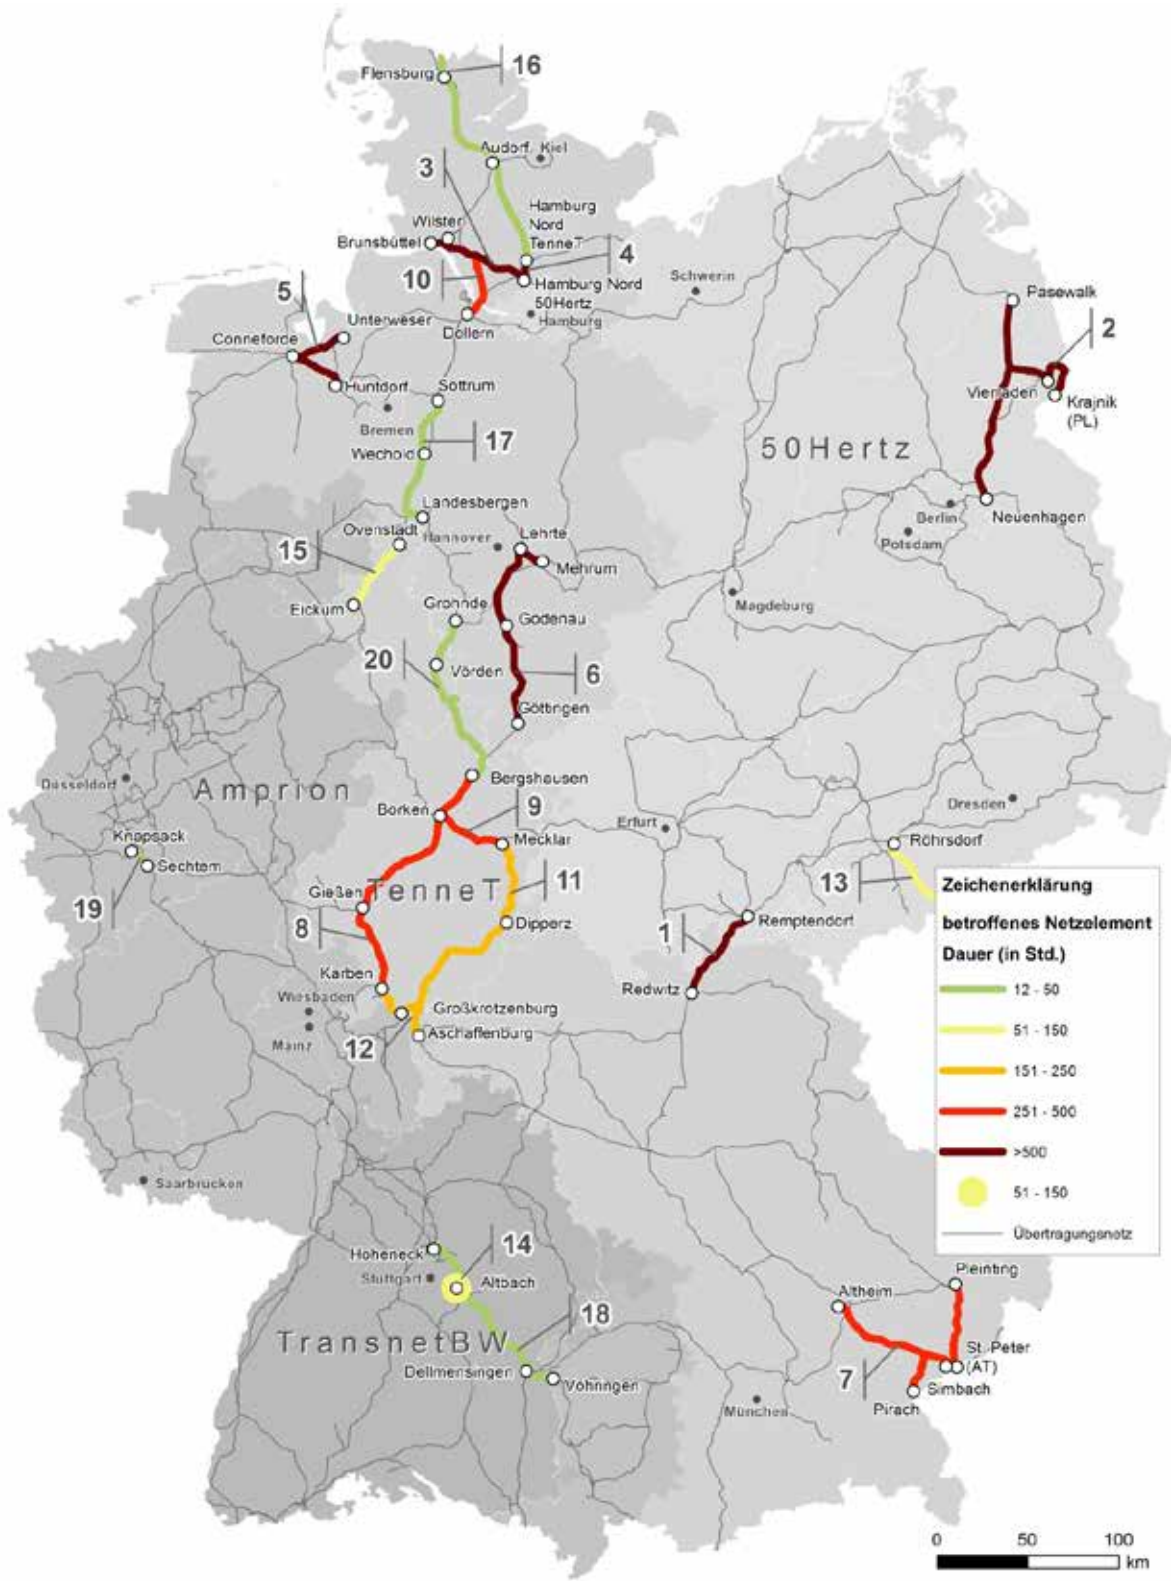 16
Flensburg
Audorf
Kiel
3
Hamburg
Nord
TenneT
Wilster
Brunsbüttel
4
10
Hamburg Nord
50Hertz
Hamburg
Schwerin
Pasewalk
5
Unterweser
Dollern
Conneforde
2
Huntdorf
Sottrum
Vierraden
Krajnik
(PL)
Bremen
17
Wechold
50Hertz
Landesbergen
Berlin
Neuenhagen
Ovenstädt
Hannover
Lehrte
Potsdam
15
Mehrum
Eickum
Grohnde
Godenau
Magdeburg
20
Vörden
6
Göttingen
Düsseldorf
Amprion
Bergshausen
Borken
9
Dresden
Knapsack
Mecklar
Erfurt
Röhrsdorf
Sechtem
Gießen
TenneT
11
13
19
Dipperz
8
1
Remptendorf
Karben
Wiesbaden
Redwitz
Großkrotzenburg
Mainz
12
Aschaffenburg
Zeichenerklärung
betroffenes Netzelement
Dauer (in Std.)
12 - 50
51 - 150
151 - 250
251 - 500
>500
51 - 150
Übertragungsnetz
Saarbrücken
Hoheneck
14
Stuttgart
Altbach
Pleinting
Altheim
TransnetBW
18
St. Peter
(AT)
Dellmensingen
Vöhringen
7
Simbach
Pirach
München
0 50 100
km